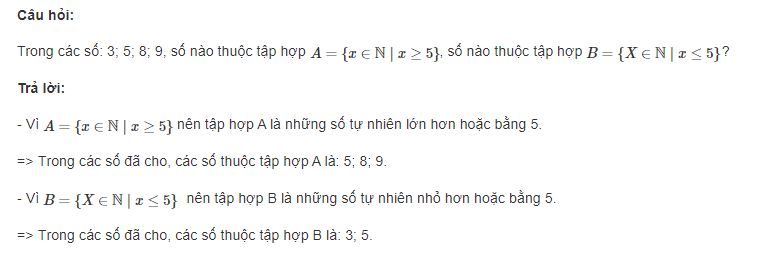 Câu hỏi:
Trong các số: 3; 5; 8; 9, số nào thuộc tập hợp A = {x ∈ ℕ | x ≥ 5}, số nào thuộc tập hợp B = {X ∈ ℕ | x ≤ 5}?
Trả lời:
- Vì A = {x ∈ ℕ | x ≥ 5} nên tập hợp A là những số tự nhiên lớn hơn hoặc bằng 5.
=> Trong các số đã cho, các số thuộc tập hợp A là: 5; 8; 9.
- Vì B = {X ∈ ℕ | x ≤ 5} nên tập hợp B là những số tự nhiên nhỏ hơn hoặc bằng 5.
=> Trong các số đã cho, các số thuộc tập hợp B là: 3; 5.